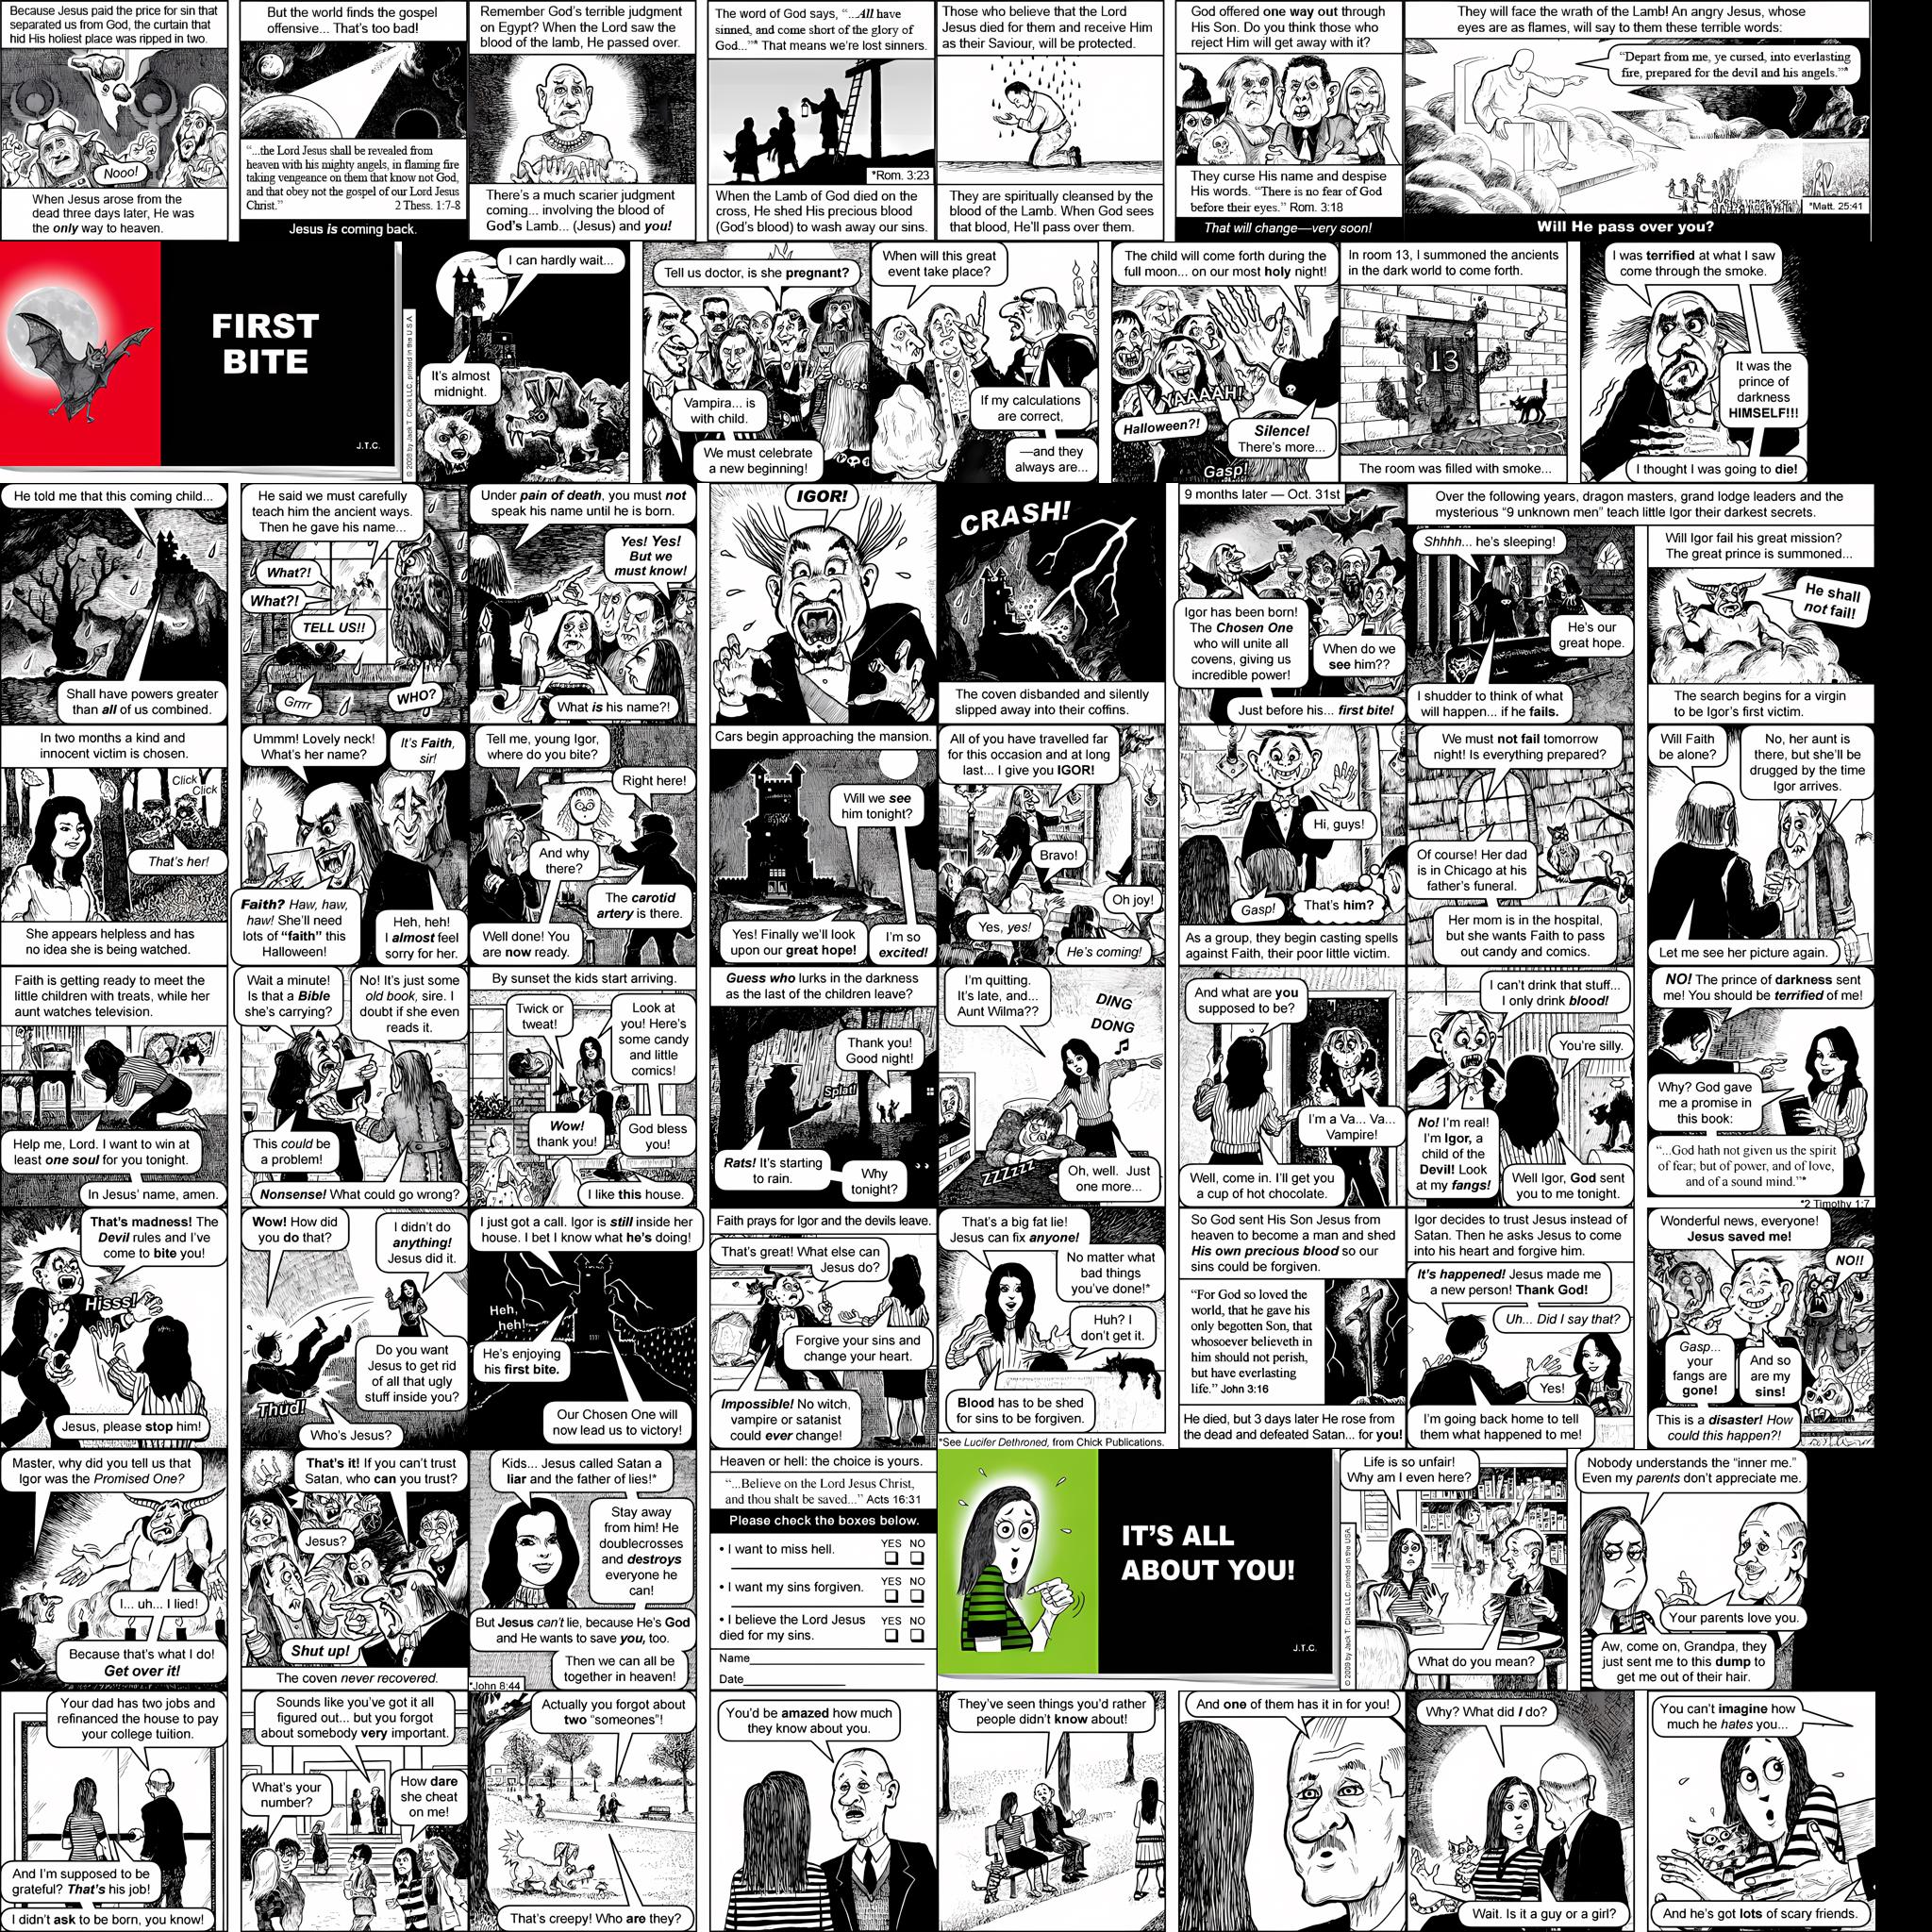 Because Jesus paid the price for sin that
separated us from God, the curtain that
hid His holiest place was ripped in two.
Nooo!
When Jesus arose from the
dead three days later, He was
the only way to heaven.
But the world finds the gospel
offensive... That's too bad!
"...the Lord Jesus shall be revealed from
heaven with his mighty angels, in flaming fire
taking vengeance on them that know not God,
and that obey not the gospel of our Lord Jesus
Christ." 2 Thess. 1:7-8
Jesus is coming back.
Remember God's terrible judgment
on Egypt? When the Lord saw the
blood of the lamb, He passed over.
There's a much scarier judgment
coming... involving the blood of
God's Lamb... (Jesus) and you!
The word of God says, "...All have
sinned, and come short of the glory of
God..."* That means we're lost sinners.
*Rom. 3:23
When the Lamb of God died on the
cross, He shed His precious blood
(God's blood) to wash away our sins.
Those who believe that the Lord
Jesus died for them and receive Him
as their Saviour, will be protected.
They are spiritually cleansed by the
blood of the Lamb. When God sees
that blood, He'll pass over them.
God offered one way out through
His Son. Do you think those who
reject Him will get away with it?
They curse His name and despise
His words. "There is no fear of God
before their eyes." Rom. 3:18
That will change—very soon!
They will face the wrath of the Lamb! An angry Jesus, whose
eyes are as flames, will say to them these terrible words:
"Depart from me, ye cursed, into everlasting
fire, prepared for the devil and his angels."*
*Matt. 25:41
Will He pass over you?
FIRST
BITE
J.T.C.
© 2008 by Jack T. Chick LLC, printed in the U.S.A.
I can hardly wait...
It's almost
midnight.
Tell us doctor, is she pregnant?
Vampira... is
with child.
We must celebrate
a new beginning!
When will this great
event take place?
If my calculations
are correct,
—and they
always are...
The child will come forth during the
full moon... on our most holy night!
YAAAAH!
Halloween?!
Silence!
There's more...
Gasp!
In room 13, I summoned the ancients
in the dark world to come forth.
13
The room was filled with smoke...
I was terrified at what I saw
come through the smoke.
It was the
prince of
darkness
HIMSELF!!!
I thought I was going to die!
He told me that this coming child...
Shall have powers greater
than all of us combined.
He said we must carefully
teach him the ancient ways.
Then he gave his name...
What?!
What?!
TELL US!!
Grrrr
WHO?
Under pain of death, you must not
speak his name until he is born.
Yes! Yes!
But we
must know!
What is his name?!
IGOR!
CRASH!
The coven disbanded and silently
slipped away into their coffins.
9 months later — Oct. 31st
Igor has been born!
The Chosen One
who will unite all
covens, giving us
incredible power!
When do we
see him??
Just before his... first bite!
Over the following years, dragon masters, grand lodge leaders and the
mysterious "9 unknown men" teach little Igor their darkest secrets.
Shhhh... he's sleeping!
He's our
great hope.
I shudder to think of what
will happen... if he fails.
Will Igor fail his great mission?
The great prince is summoned...
He shall
not fail!
The search begins for a virgin
to be Igor's first victim.
In two months a kind and
innocent victim is chosen.
Click
Click
That's her!
She appears helpless and has
no idea she is being watched.
Ummm! Lovely neck!
What's her name?
It's Faith,
sir!
Faith? Haw, haw,
haw! She'll need
lots of "faith" this
Halloween!
Heh, heh!
I almost feel
sorry for her.
Tell me, young Igor,
where do you bite?
Right here!
And why
there?
The carotid
artery is there.
Well done! You
are now ready.
Cars begin approaching the mansion.
Will we see
him tonight?
Yes! Finally we'll look
upon our great hope!
I'm so
excited!
All of you have travelled far
for this occasion and at long
last... I give you IGOR!
Bravo!
Oh joy!
Yes, yes!
He's coming!
Hi, guys!
Gasp!
That's him?
As a group, they begin casting spells
against Faith, their poor little victim.
We must not fail tomorrow
night! Is everything prepared?
Of course! Her dad
is in Chicago at his
father's funeral.
Her mom is in the hospital,
but she wants Faith to pass
out candy and comics.
Will Faith
be alone?
No, her aunt is
there, but she'll be
drugged by the time
Igor arrives.
Let me see her picture again.
Faith is getting ready to meet the
little children with treats, while her
aunt watches television.
Help me, Lord. I want to win at
least one soul for you tonight.
In Jesus' name, amen.
Wait a minute!
Is that a Bible
she's carrying?
No! It's just some
old book, sire. I
doubt if she even
reads it.
This could be
a problem!
Nonsense! What could go wrong?
By sunset the kids start arriving.
Twick or
tweat!
Look at
you! Here's
some candy
and little
comics!
Wow!
thank you!
God bless
you!
I like this house.
Guess who lurks in the darkness
as the last of the children leave?
Thank you!
Good night!
Splat!
Rats! It's starting
to rain.
Why
tonight?
I'm quitting.
It's late, and...
Aunt Wilma??
DING
DONG
ZZZZZZ
Oh, well. Just
one more...
And what are you
supposed to be?
I'm a Va... Va...
Vampire!
Well, come in. I'll get you
a cup of hot chocolate.
I can't drink that stuff...
I only drink blood!
You're silly.
No! I'm real!
I'm Igor, a
child of the
Devil! Look
at my fangs!
Well Igor, God sent
you to me tonight.
NO! The prince of darkness sent
me! You should be terrified of me!
Why? God gave
me a promise in
this book:
"...God hath not given us the spirit
of fear; but of power, and of love,
and of a sound mind."*
*2 Timothy 1:7
That's madness! The
Devil rules and I've
come to bite you!
Hisss!
Jesus, please stop him!
Wow! How did
you do that?
I didn't do
anything!
Jesus did it.
Do you want
Jesus to get rid
of all that ugly
stuff inside you?
Thud!
Who's Jesus?
I just got a call. Igor is still inside her
house. I bet I know what he's doing!
Heh,
heh!
He's enjoying
his first bite.
Our Chosen One will
now lead us to victory!
Faith prays for Igor and the devils leave.
That's great! What else can
Jesus do?
Forgive your sins and
change your heart.
Impossible! No witch,
vampire or satanist
could ever change!
That's a big fat lie!
Jesus can fix anyone!
No matter what
bad things
you've done!*
Huh? I
don't get it.
Blood has to be shed
for sins to be forgiven.
*See Lucifer Dethroned, from Chick Publications.
So God sent His Son Jesus from
heaven to become a man and shed
His own precious blood so our
sins could be forgiven.
"For God so loved the
world, that he gave his
only begotten Son, that
whosoever believeth in
him should not perish,
but have everlasting
life." John 3:16
He died, but 3 days later He rose from
the dead and defeated Satan... for you!
Igor decides to trust Jesus instead of
Satan. Then he asks Jesus to come
into his heart and forgive him.
It's happened! Jesus made me
a new person! Thank God!
Uh... Did I say that?
Yes!
I'm going back home to tell
them what happened to me!
Wonderful news, everyone!
Jesus saved me!
NO!!
Gasp...
your
fangs are
gone!
And so
are my
sins!
This is a disaster! How
could this happen?!
Master, why did you tell us that
Igor was the Promised One?
I... uh... I lied!
Because that's what I do!
Get over it!
That's it! If you can't trust
Satan, who can you trust?
Jesus?
Shut up!
The coven never recovered.
Kids... Jesus called Satan a
liar and the father of lies!*
Stay away
from him! He
doublecrosses
and destroys
everyone he
can!
But Jesus can't lie, because He's God
and He wants to save you, too.
Then we can all be
together in heaven!
*John 8:44
Heaven or hell: the choice is yours.
"...Believe on the Lord Jesus Christ,
and thou shalt be saved..." Acts 16:31
Please check the boxes below.
• I want to miss hell. YES NO
• I want my sins forgiven. YES NO
• I believe the Lord Jesus
died for my sins. YES NO
Name
Date
IT'S ALL
ABOUT YOU!
J.T.C.
© 2009 by Jack T. Chick LLC, printed in the U.S.A.
Life is so unfair!
Why am I even here?
What do you mean?
Nobody understands the "inner me."
Even my parents don't appreciate me.
Your parents love you.
Aw, come on, Grandpa, they
just sent me to this dump to
get me out of their hair.
Your dad has two jobs and
refinanced the house to pay
your college tuition.
And I'm supposed to be
grateful? That's his job!
I didn't ask to be born, you know!
Sounds like you've got it all
figured out... but you forgot
about somebody very important.
What's your
number?
How dare
she cheat
on me!
Actually you forgot about
two "someones"!
That's creepy! Who are they?
You'd be amazed how much
they know about you.
They've seen things you'd rather
people didn't know about!
And one of them has it in for you!
Why? What did I do?
Wait. Is it a guy or a girl?
You can't imagine how
much he hates you...
And he's got lots of scary friends.